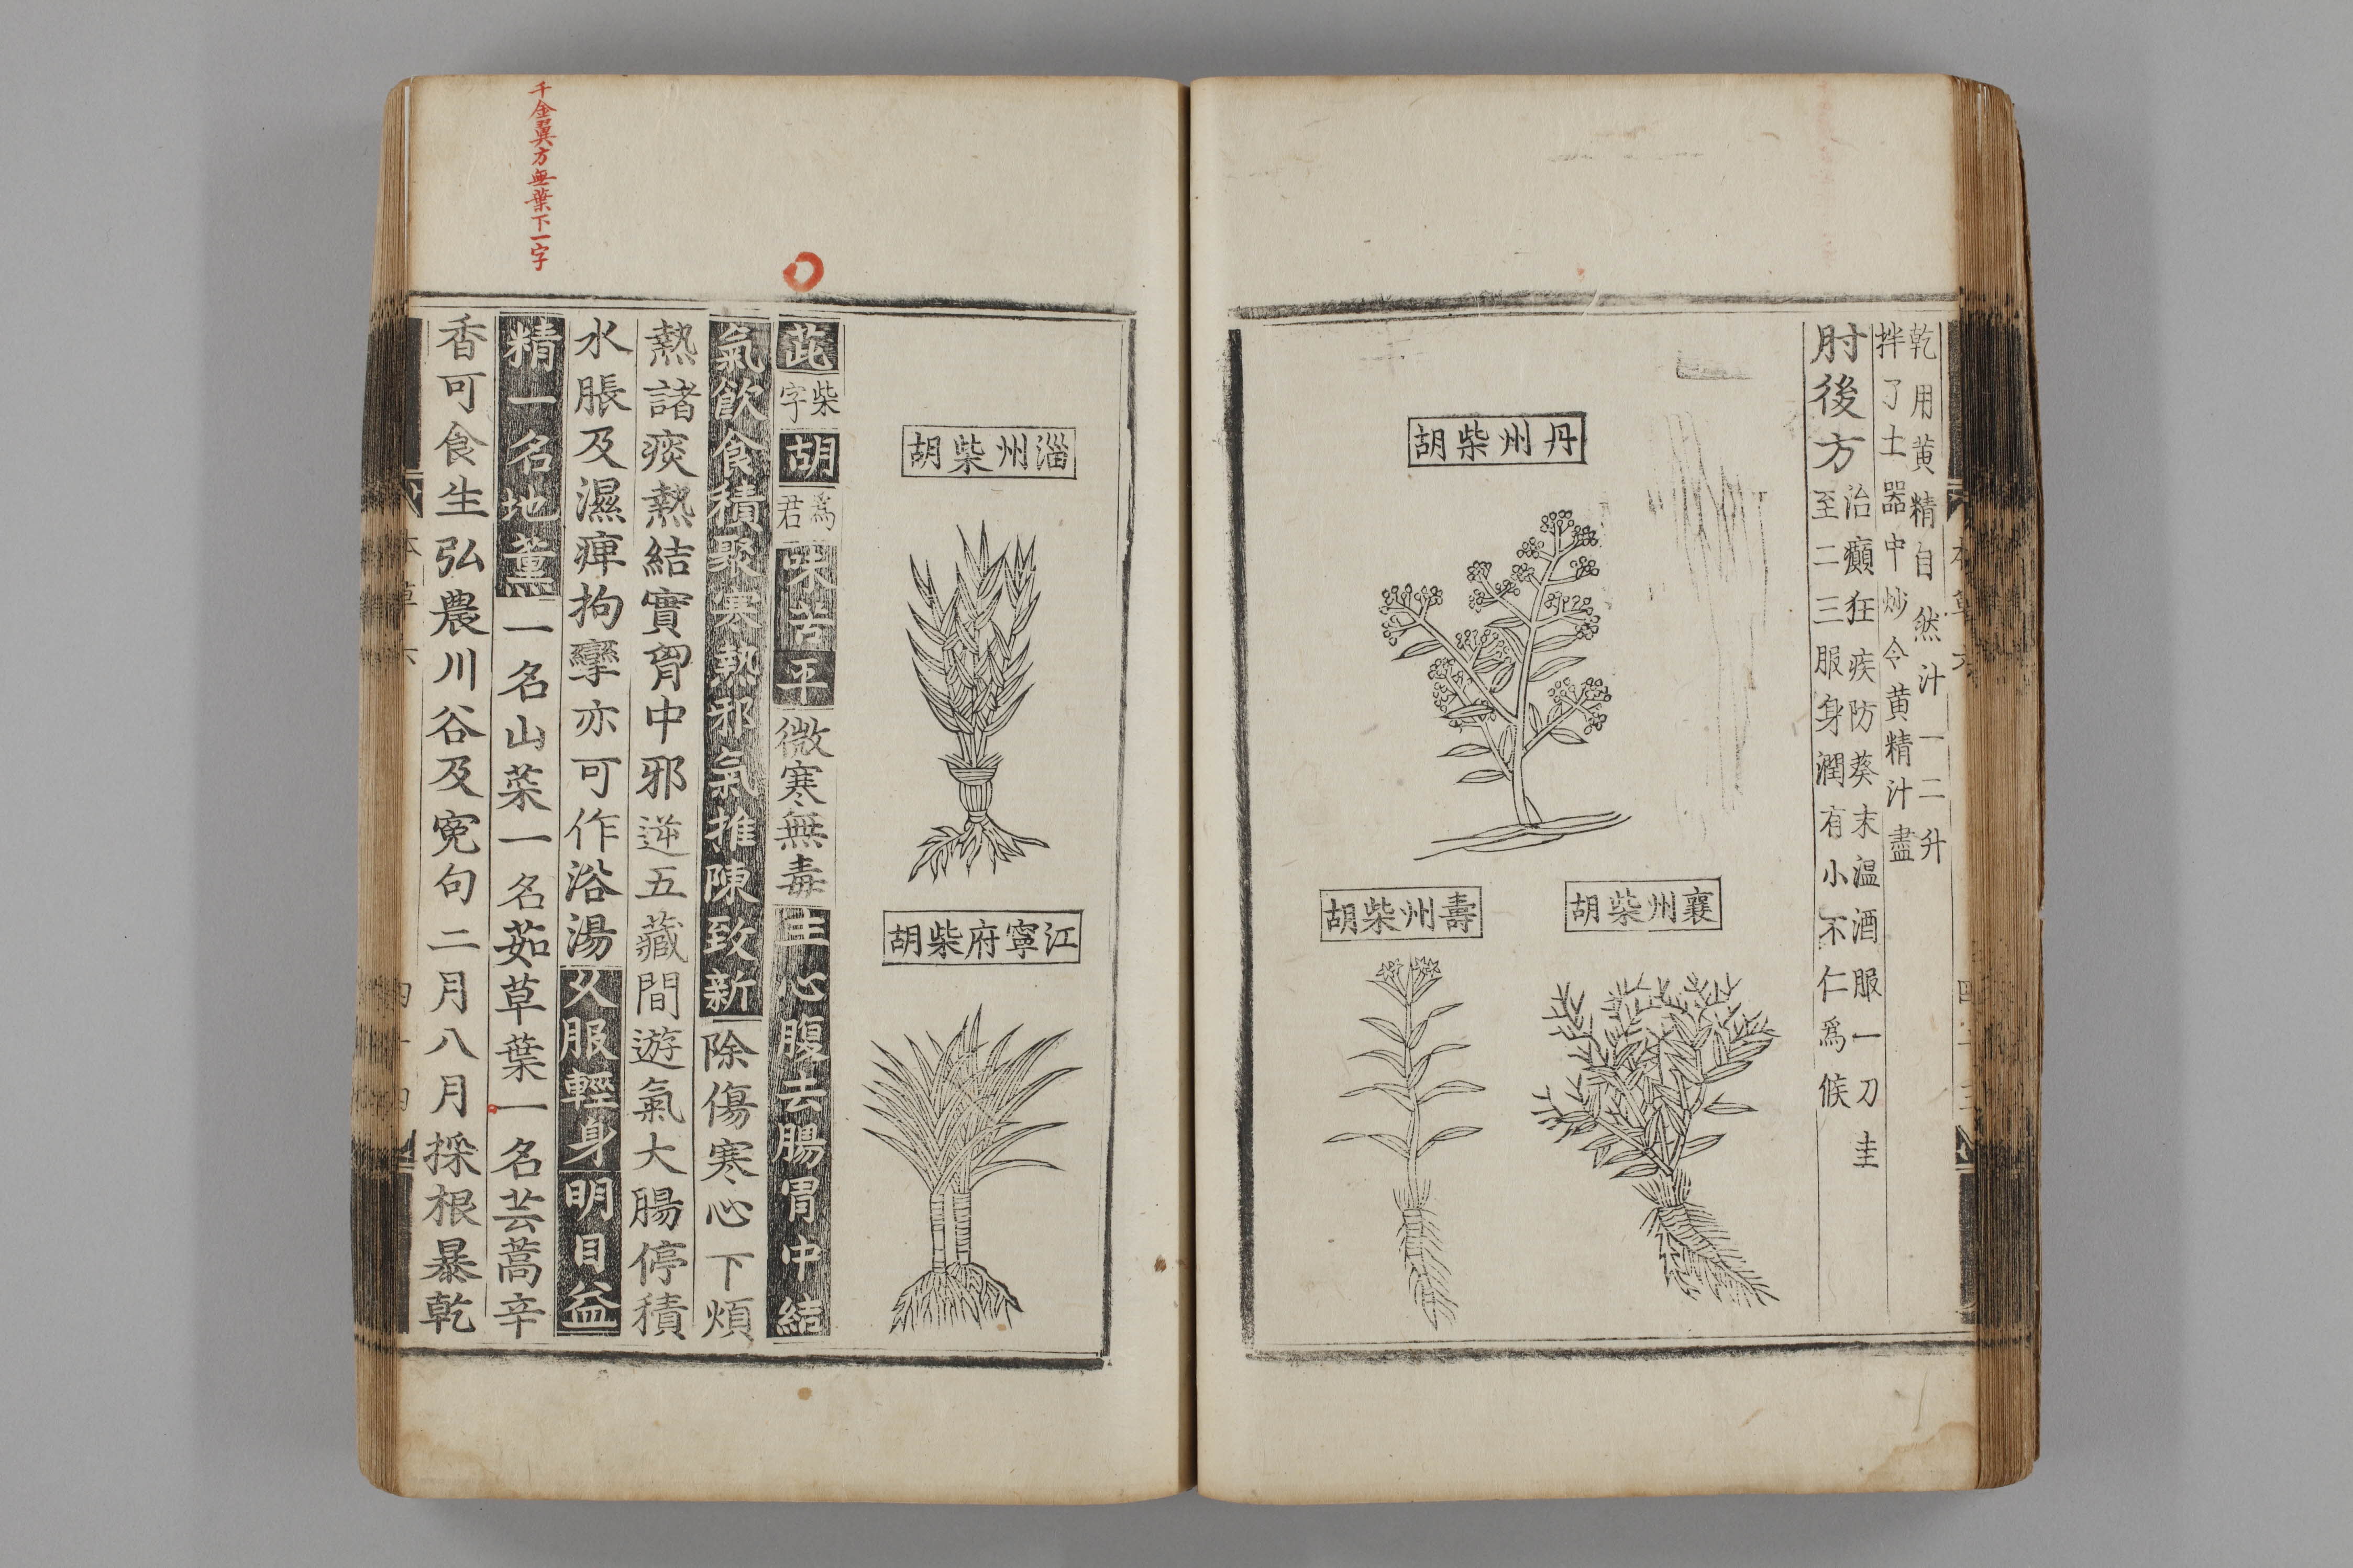 乾用黄精自然汁一二升
拌了土器中炒令黄精汁盡
肘後方
治癲狂疾防葵末温酒服一刀圭
至二三服身潤有小不仁爲候
丹州柴胡
襄州柴胡
壽州柴胡
淄州柴胡
江寧府柴胡
茈柴字胡爲君味苦平微寒無毒主心腹去腸胃中結
氣飲食積聚寒熱邪氣推陳致新除傷寒心下煩
熱諸痰熱結實胷中邪逆五藏間遊氣大腸停積
水脹及濕痺拘攣亦可作浴湯久服輕身明目益
精一名地薰一名山菜一名茹草葉一名芸蒿辛
香可食生弘農川谷及寃句二月八月採根暴乾
千金翼方無葉下一字